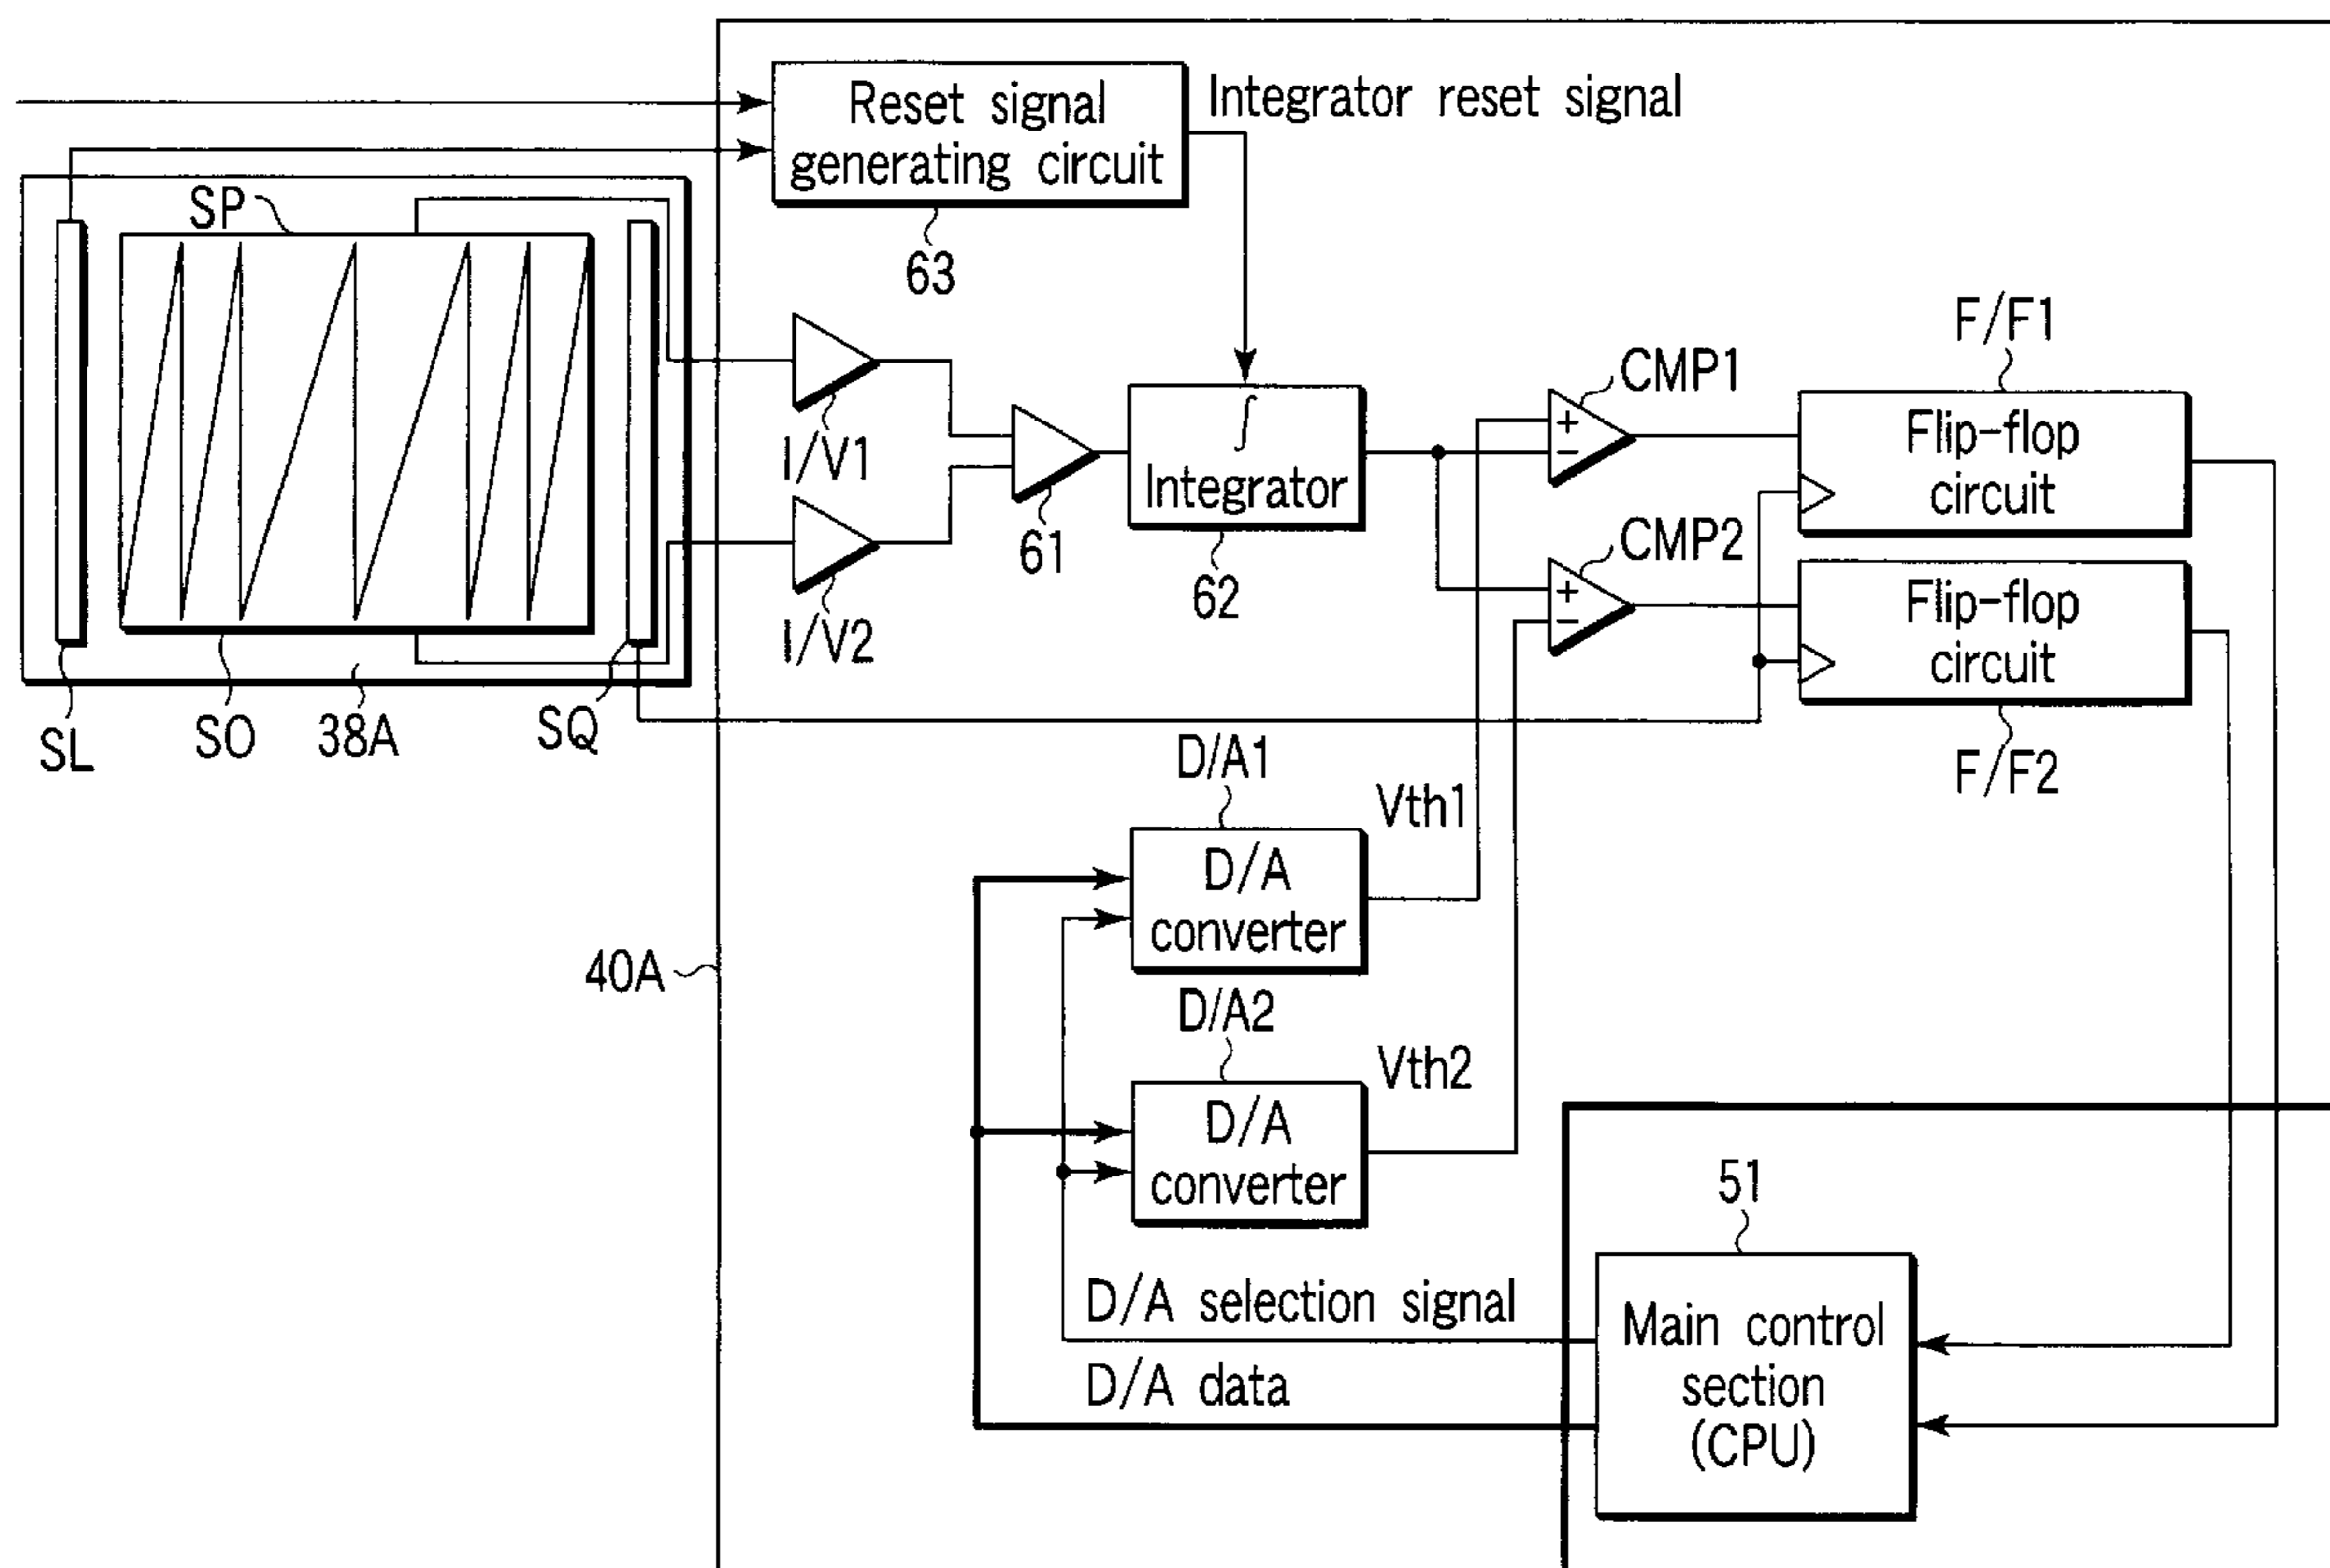 Reset signal
generating circuit
Integrator reset signal
63
SP
F/F1
CMP1
I/V1
61
∫
Integrator
62
+
−
Flip-flop
circuit
CMP2
I/V2
+
−
Flip-flop
circuit
SL
SO
38A
SQ
F/F2
D/A1
Vth1
D/A
converter
40A
D/A2
Vth2
D/A
converter
51
D/A selection signal
D/A data
Main control
section
(CPU)